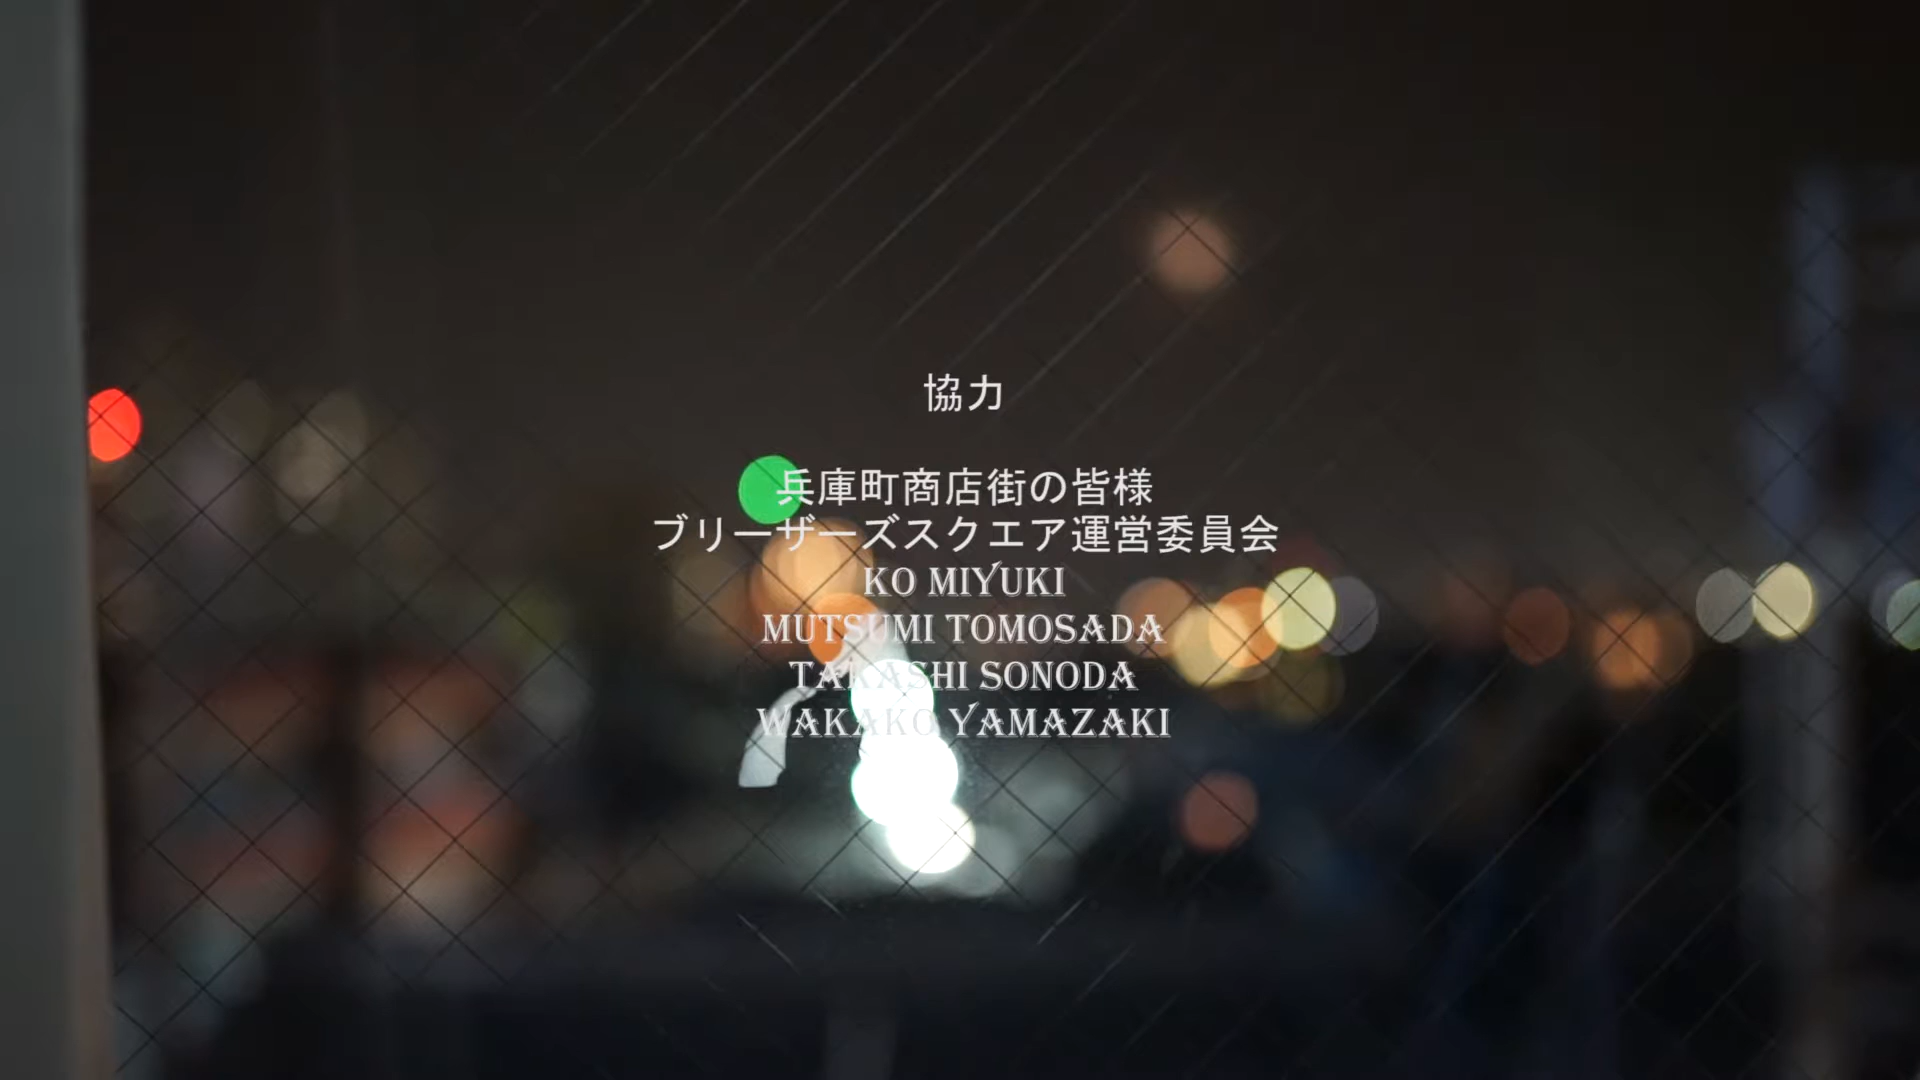 協力
兵庫町商店街の皆様
ブリーザーズスクエア運営委員会
KO MIYUKI
MUTSUMI TOMOSADA
TAKASHI SONODA
WAKAKO YAMAZAKI